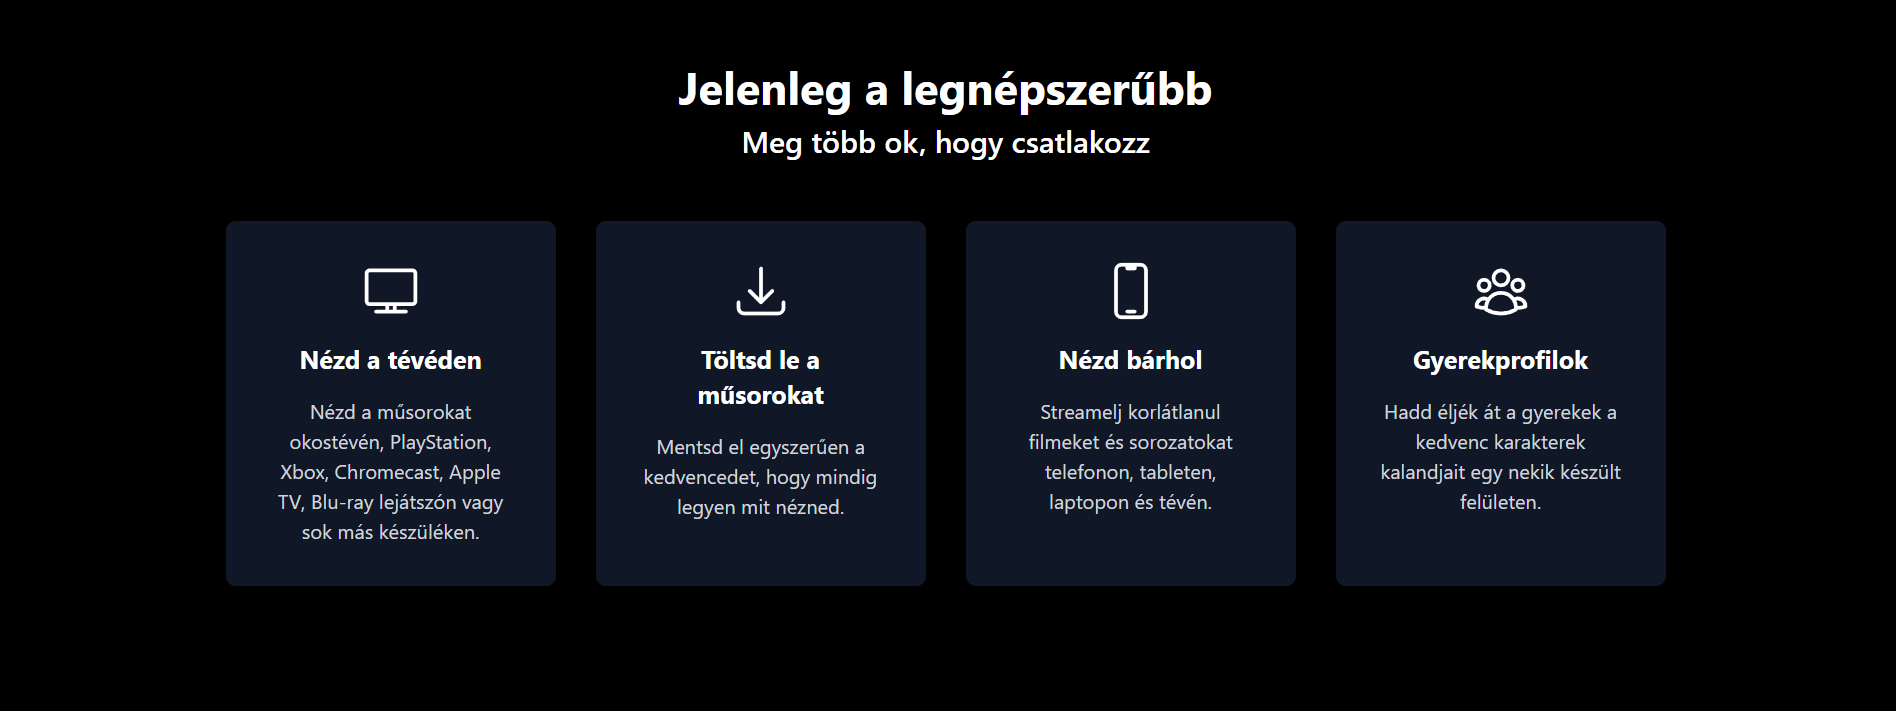 Jelenleg a legnépszerűbb
Meg több ok, hogy csatlakozz
Nézd a tévéden
Nézd a műsorokat
okostévén, PlayStation,
Xbox, Chromecast, Apple
TV, Blu-ray lejátszón vagy
sok más készüléken.
Töltsd le a
műsorokat
Mentsd el egyszerűen a
kedvencedet, hogy mindig
legyen mit nézned.
Nézd bárhol
Streamelj korlátlanul
filmeket és sorozatokat
telefonon, tableten,
laptopon és tévén.
Gyerekprofilok
Hadd éljék át a gyerekek a
kedvenc karakterek
kalandjait egy nekik készült
felületen.